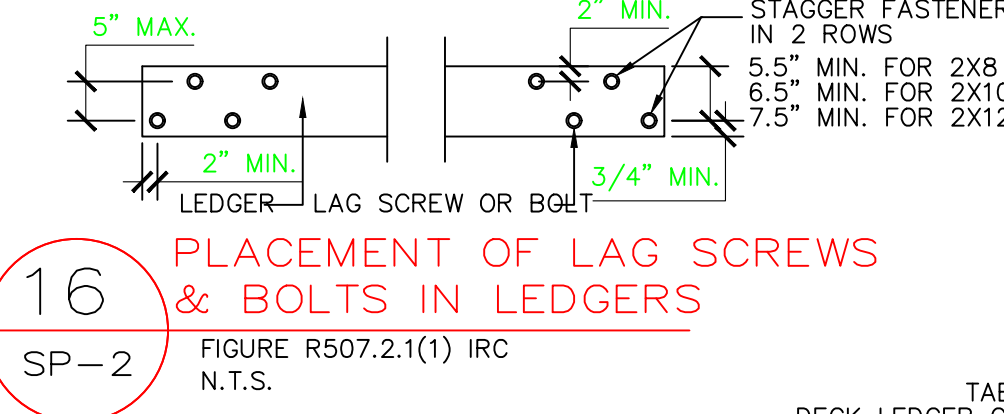 5" MAX.
2" MIN.
STAGGER
IN 2 ROWS
5.5" MIN. FOR 2X8
6.5" MIN. FOR 2X10
7.5" MIN. FOR 2X12
2" MIN.
3/4" MIN.
LEDGER
LAG SCREW OR BOLT
16
SP-2
PLACEMENT OF LAG SCREWS
& BOLTS IN LEDGERS
FIGURE R507.2.1(1) IRC
N.T.S.
DECK LEDGER